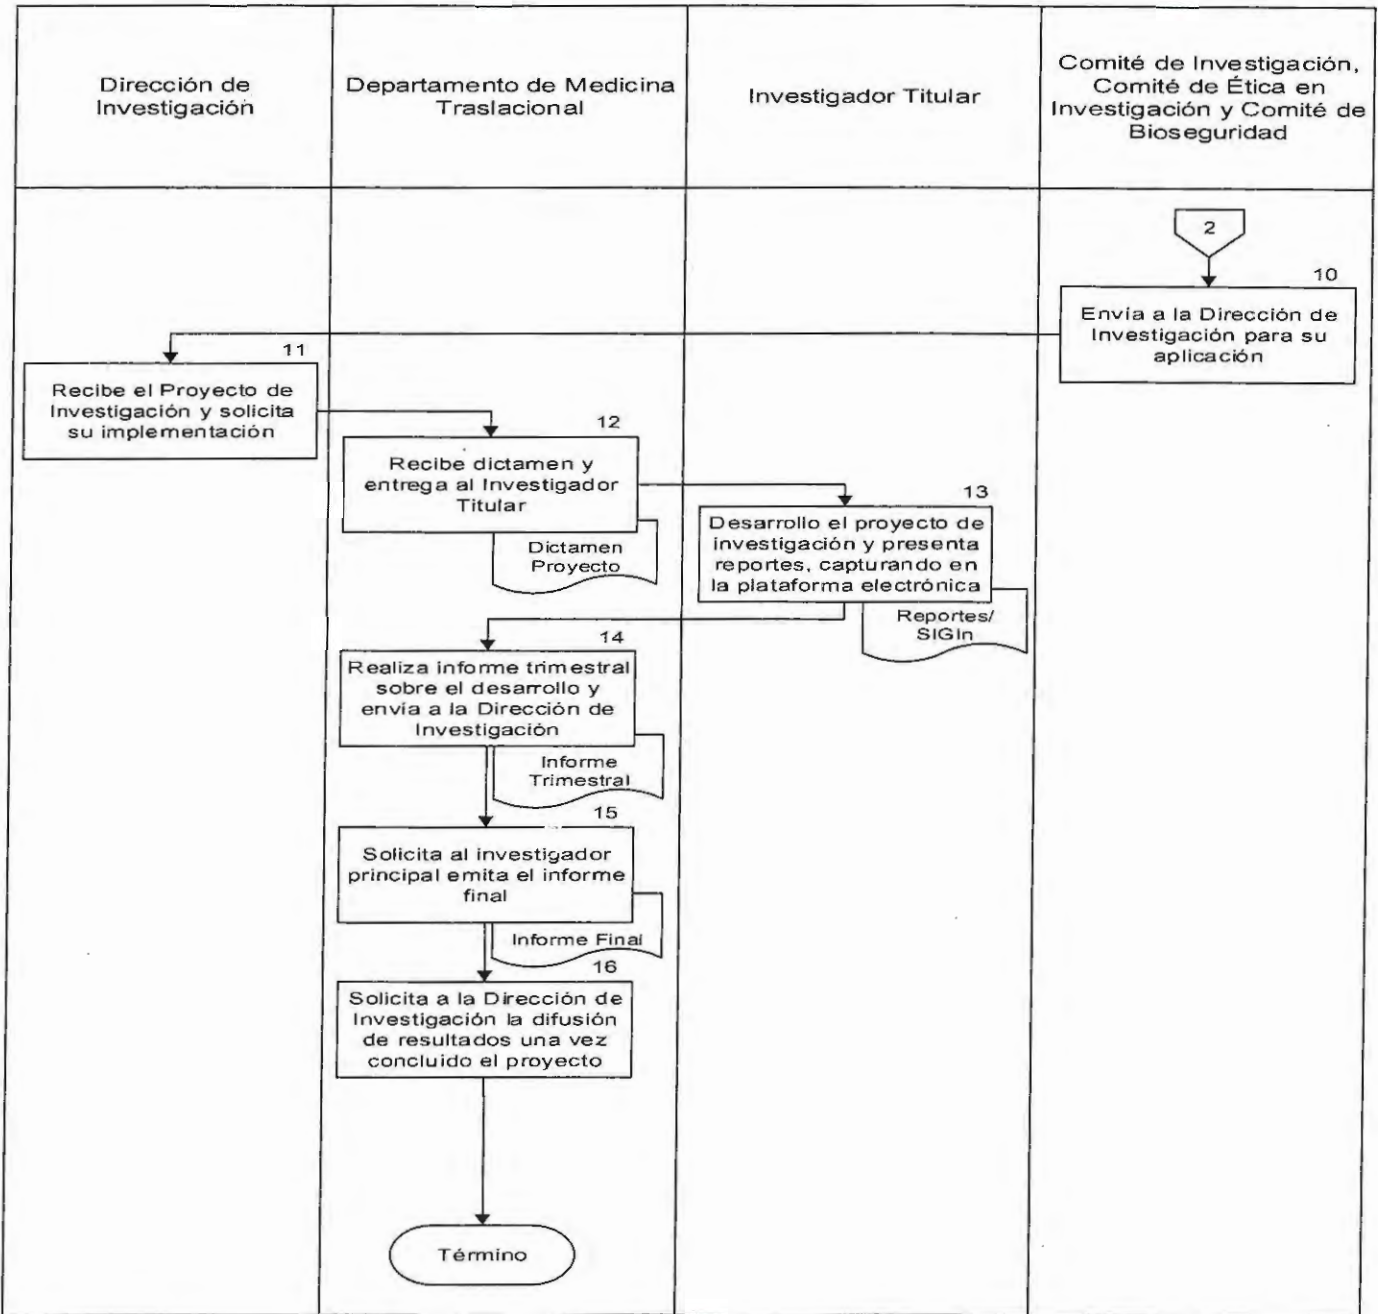 Dirección de
Investigación
Departamento de Medicina
Traslacional
Investigador Titular
Comité de Investigación,
Comité de Ética en
Investigación y Comité de
Bioseguridad
2
10
Envía a la Dirección de
Investigación para su
aplicación
11
Recibe el Proyecto de
Investigación y solicita
su implementación
12
Recibe dictamen y
entrega al Investigador
Titular
Dictamen
Proyecto
13
Desarrollo el proyecto de
investigación y presenta
reportes, capturando en
la plataforma electrónica
Reportes/
SIGIn
14
Realiza informe trimestral
sobre el desarrollo y
envía a la Dirección de
Investigación
Informe
Trimestral
15
Solicita al investigador
principal emita el informe
final
Informe Final
16
Solicita a la Dirección de
Investigación la difusión
de resultados una vez
concluido el proyecto
Término